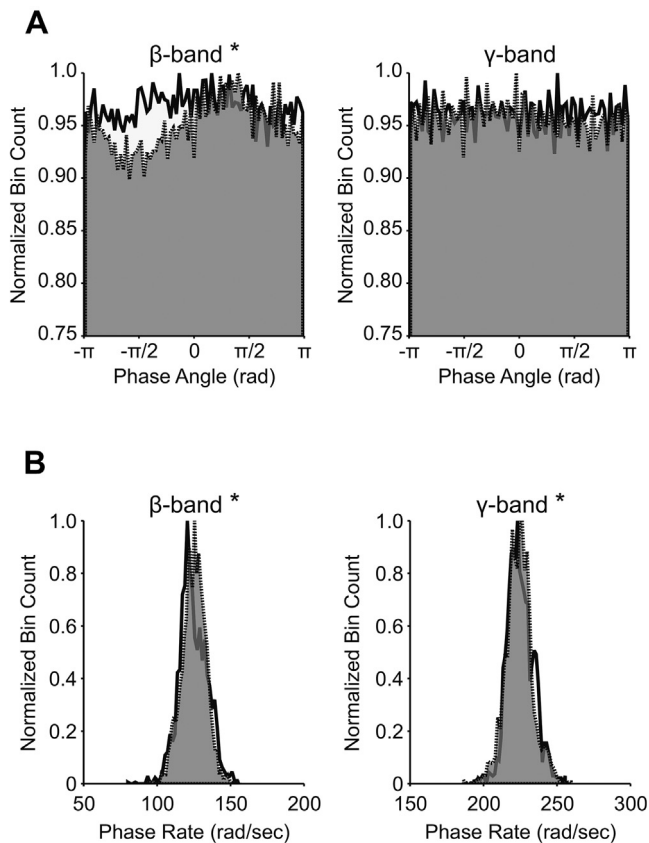 A
β-band *
γ-band
Normalized Bin Count
1.0
0.95
0.90
0.85
0.80
0.75
-π
-π/2
0
π/2
π
Phase Angle (rad)
Normalized Bin Count
1.0
0.95
0.90
0.85
0.80
0.75
-π
-π/2
0
π/2
π
Phase Angle (rad)
B
β-band *
γ-band *
Normalized Bin Count
1.0
0.8
0.6
0.4
0.2
0
50
100
150
200
Phase Rate (rad/sec)
Normalized Bin Count
1.0
0.8
0.6
0.4
0.2
0
150
200
250
300
Phase Rate (rad/sec)